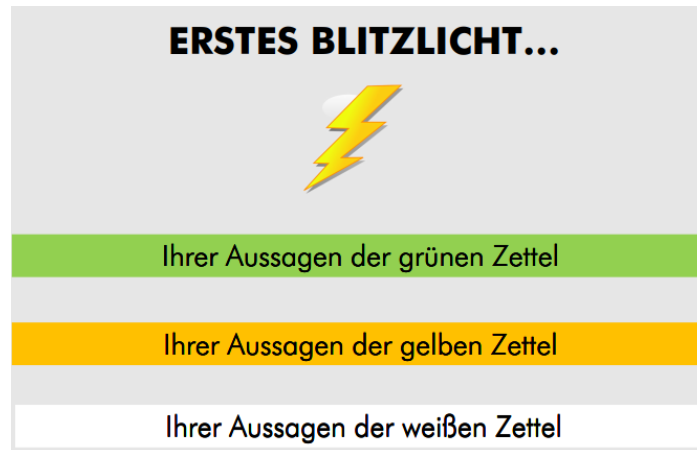 ERSTES BLITZLICHT...
Ihrer Aussagen der grünen Zettel
Ihrer Aussagen der gelben Zettel
Ihrer Aussagen der weißen Zettel